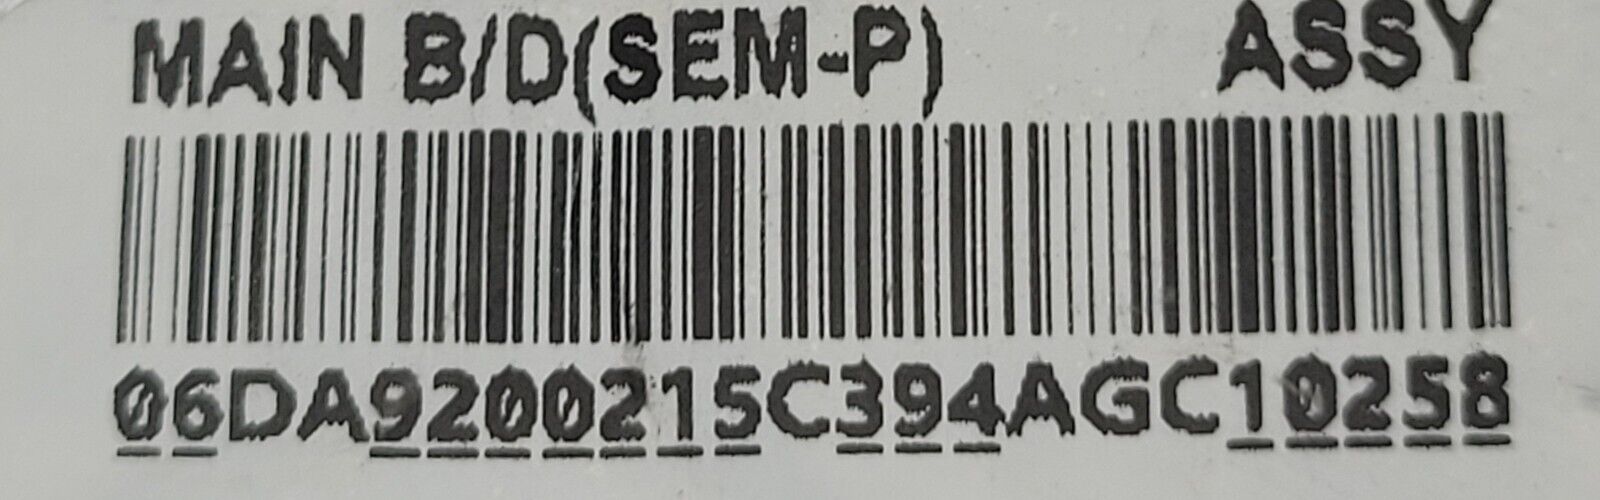 MAIN B/D(SEM-P) ASSY
06DA9200215C394AGC10258